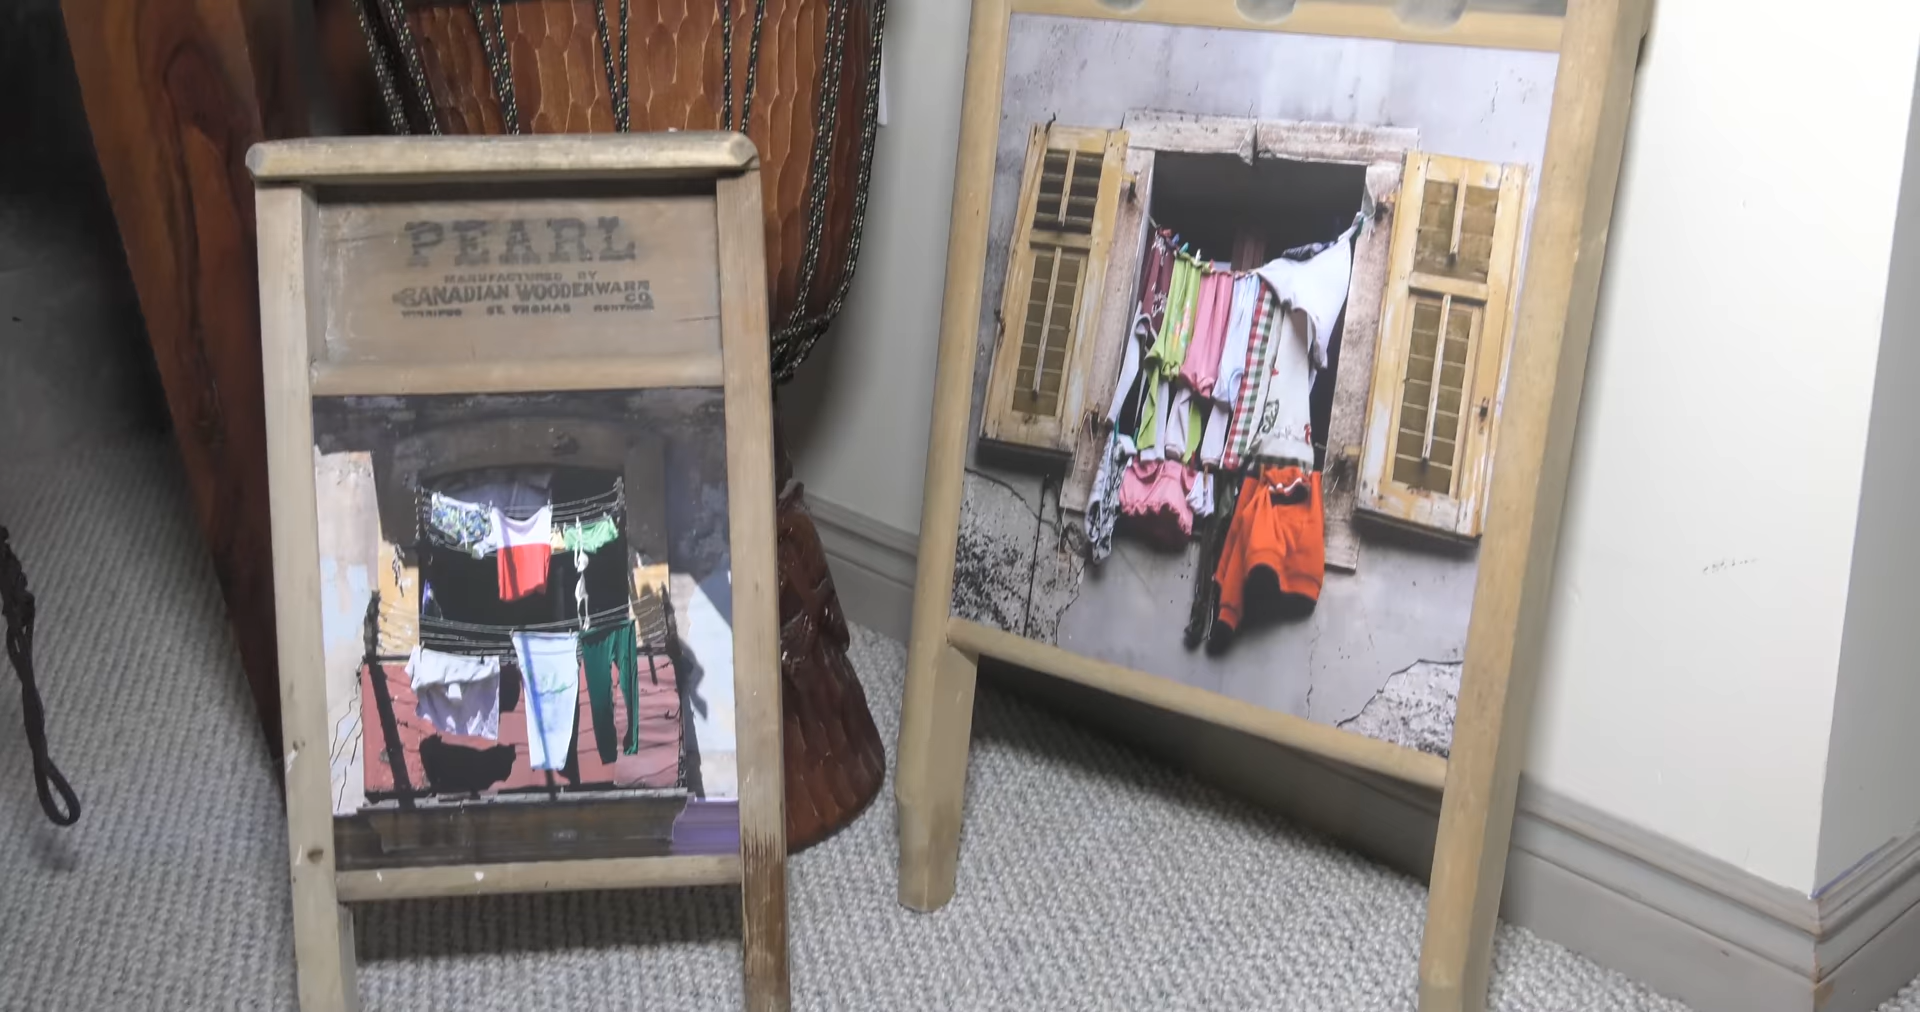 PEARL
MANUFACTURED BY
CANADIAN WOODENWARE
CO.
WINNIPEG ST. THOMAS MONTREAL